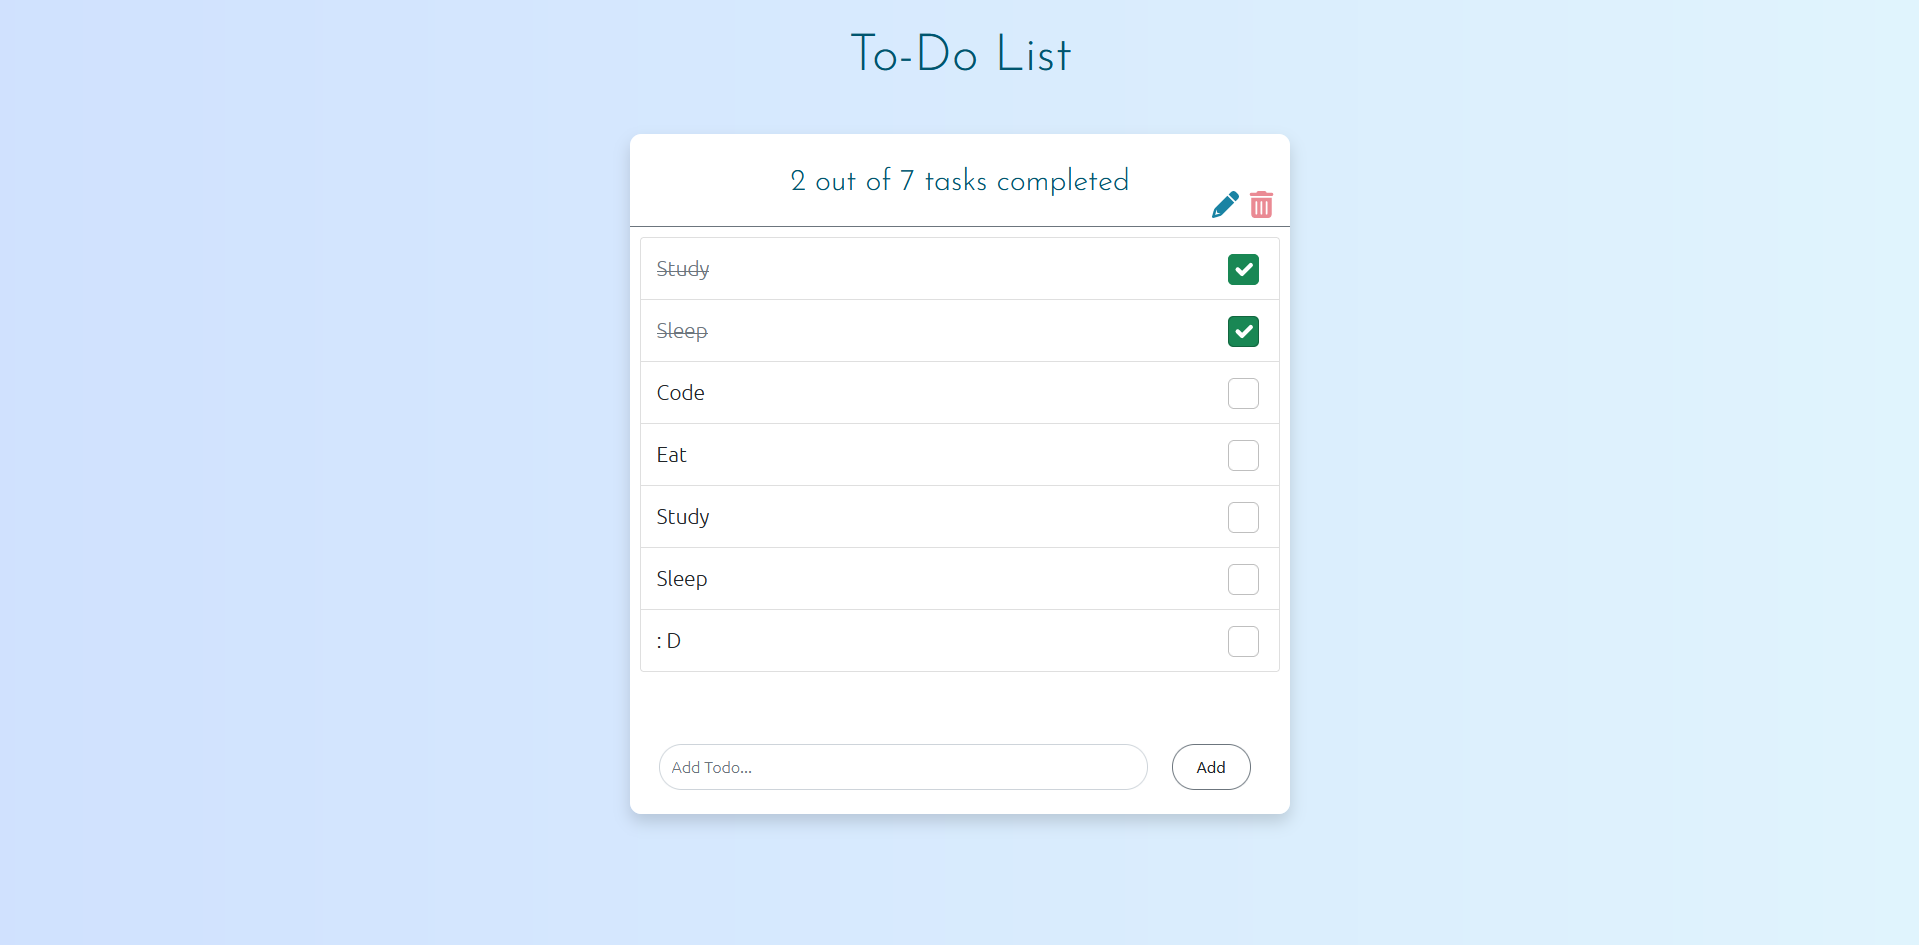 To-Do List
2 out of 7 tasks completed
Study
Sleep
Code
Eat
Study
Sleep
: D
Add Todo...
Add